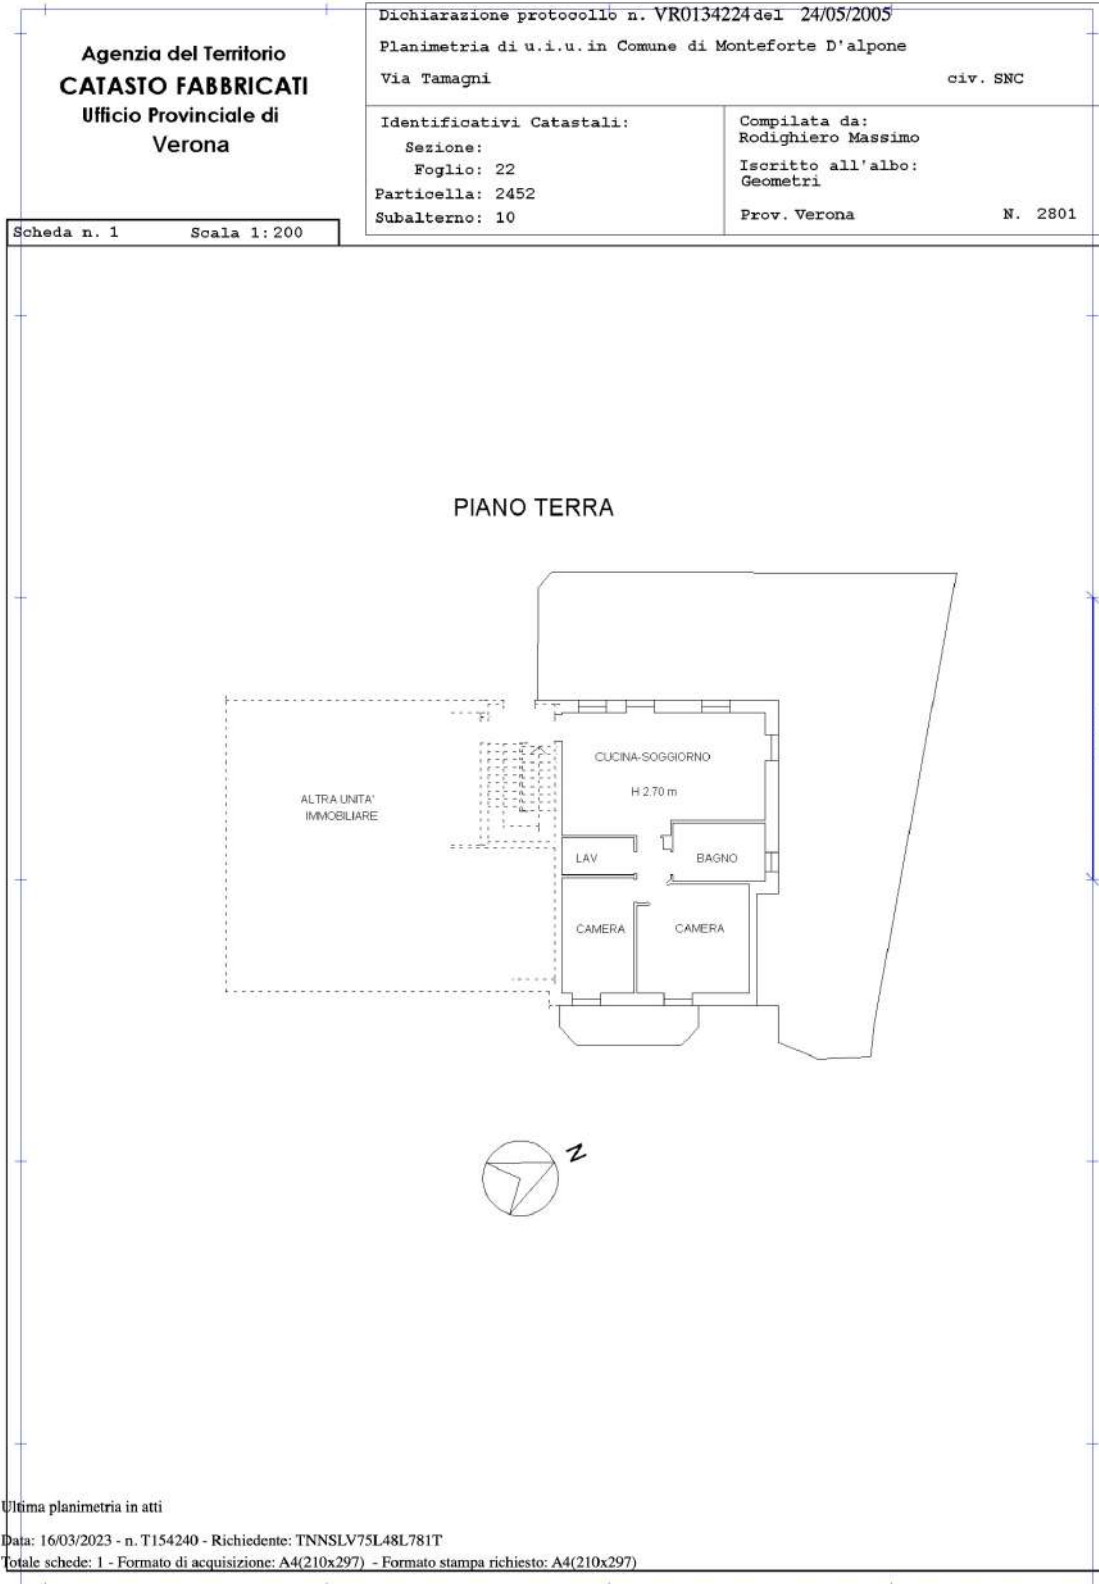 Agenzia del Territorio
CATASTO FABBRICATI
Ufficio Provinciale di
Verona
Dichiarazione protocollo n. VR0134224 del 24/05/2005
Planimetria di u.i.u. in Comune di Monteforte D'alpone
Via Tamagni civ. SNC
Identificativi Catastali:
Sezione:
Foglio: 22
Particella: 2452
Subalterno: 10
Compilata da:
Rodighiero Massimo
Iscritto all'albo:
Geometri
Prov. Verona N. 2801
Scheda n. 1 Scala 1:200
PIANO TERRA
CUCINA-SOGGIORNO
H 2.70 m
ALTRA UNITA'
IMMOBILIARE
LAV
BAGNO
CAMERA
CAMERA
N
Ultima planimetria in atti
Data: 16/03/2023 - n. T154240 - Richiedente: TNNSLV75L48L781T
Totale schede: 1 - Formato di acquisizione: A4(210x297) - Formato stampa richiesto: A4(210x297)